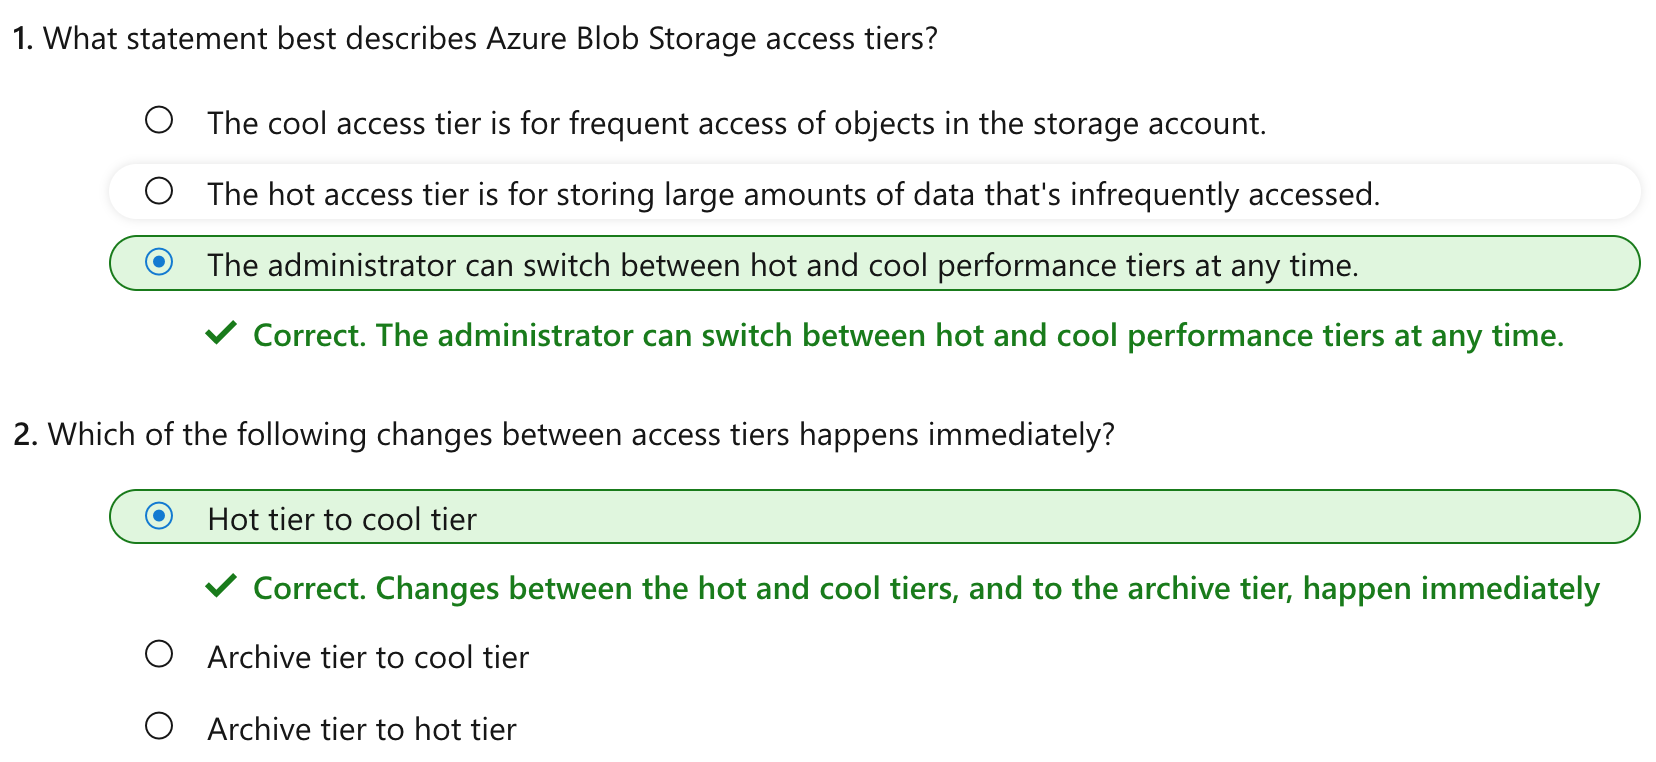 1. What statement best describes Azure Blob Storage access tiers?
The cool access tier is for frequent access of objects in the storage account.
The hot access tier is for storing large amounts of data that's infrequently accessed.
The administrator can switch between hot and cool performance tiers at any time.
Correct. The administrator can switch between hot and cool performance tiers at any time.
2. Which of the following changes between access tiers happens immediately?
Hot tier to cool tier
Correct. Changes between the hot and cool tiers, and to the archive tier, happen immediately
Archive tier to cool tier
Archive tier to hot tier